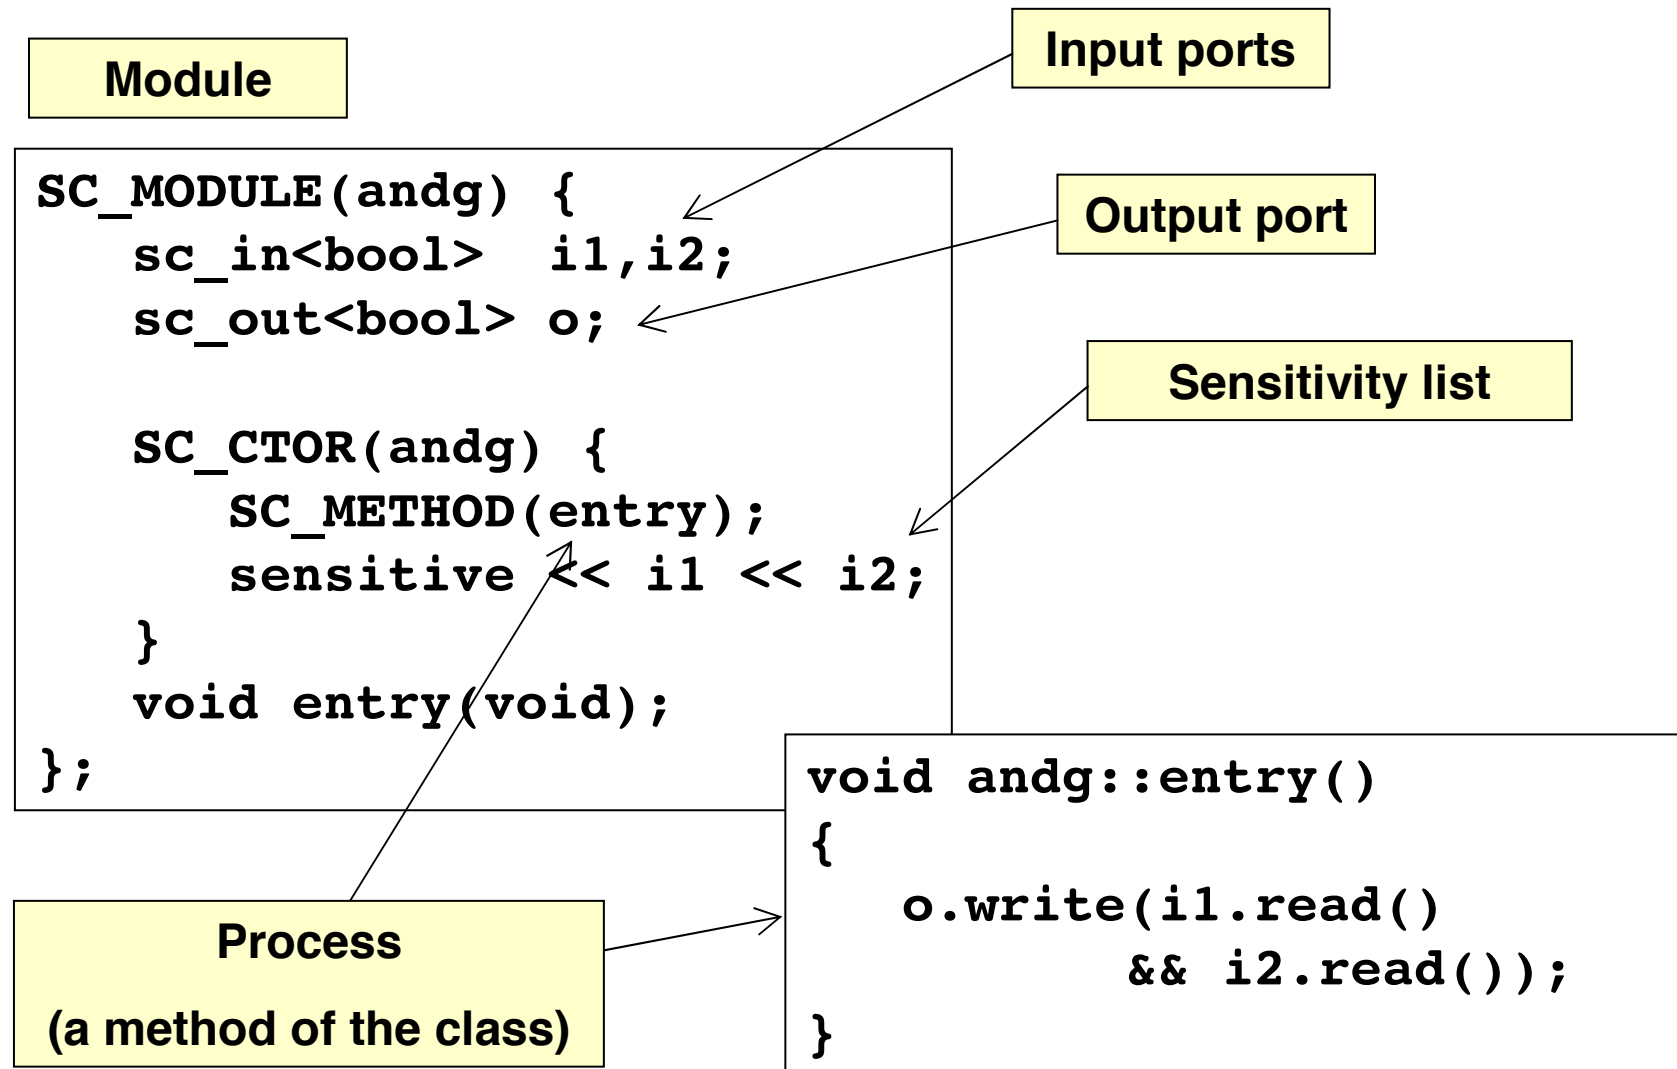 Module
Input ports
SC_MODULE(andg) {
sc_in<bool> i1,i2;
sc_out<bool> o;
Output port
Sensitivity list
SC_CTOR(andg) {
SC_METHOD(entry);
sensitive << i1 << i2;
}
void entry(void);
};
void andg::entry()
{
o.write(i1.read()
&& i2.read());
}
Process
(a method of the class)